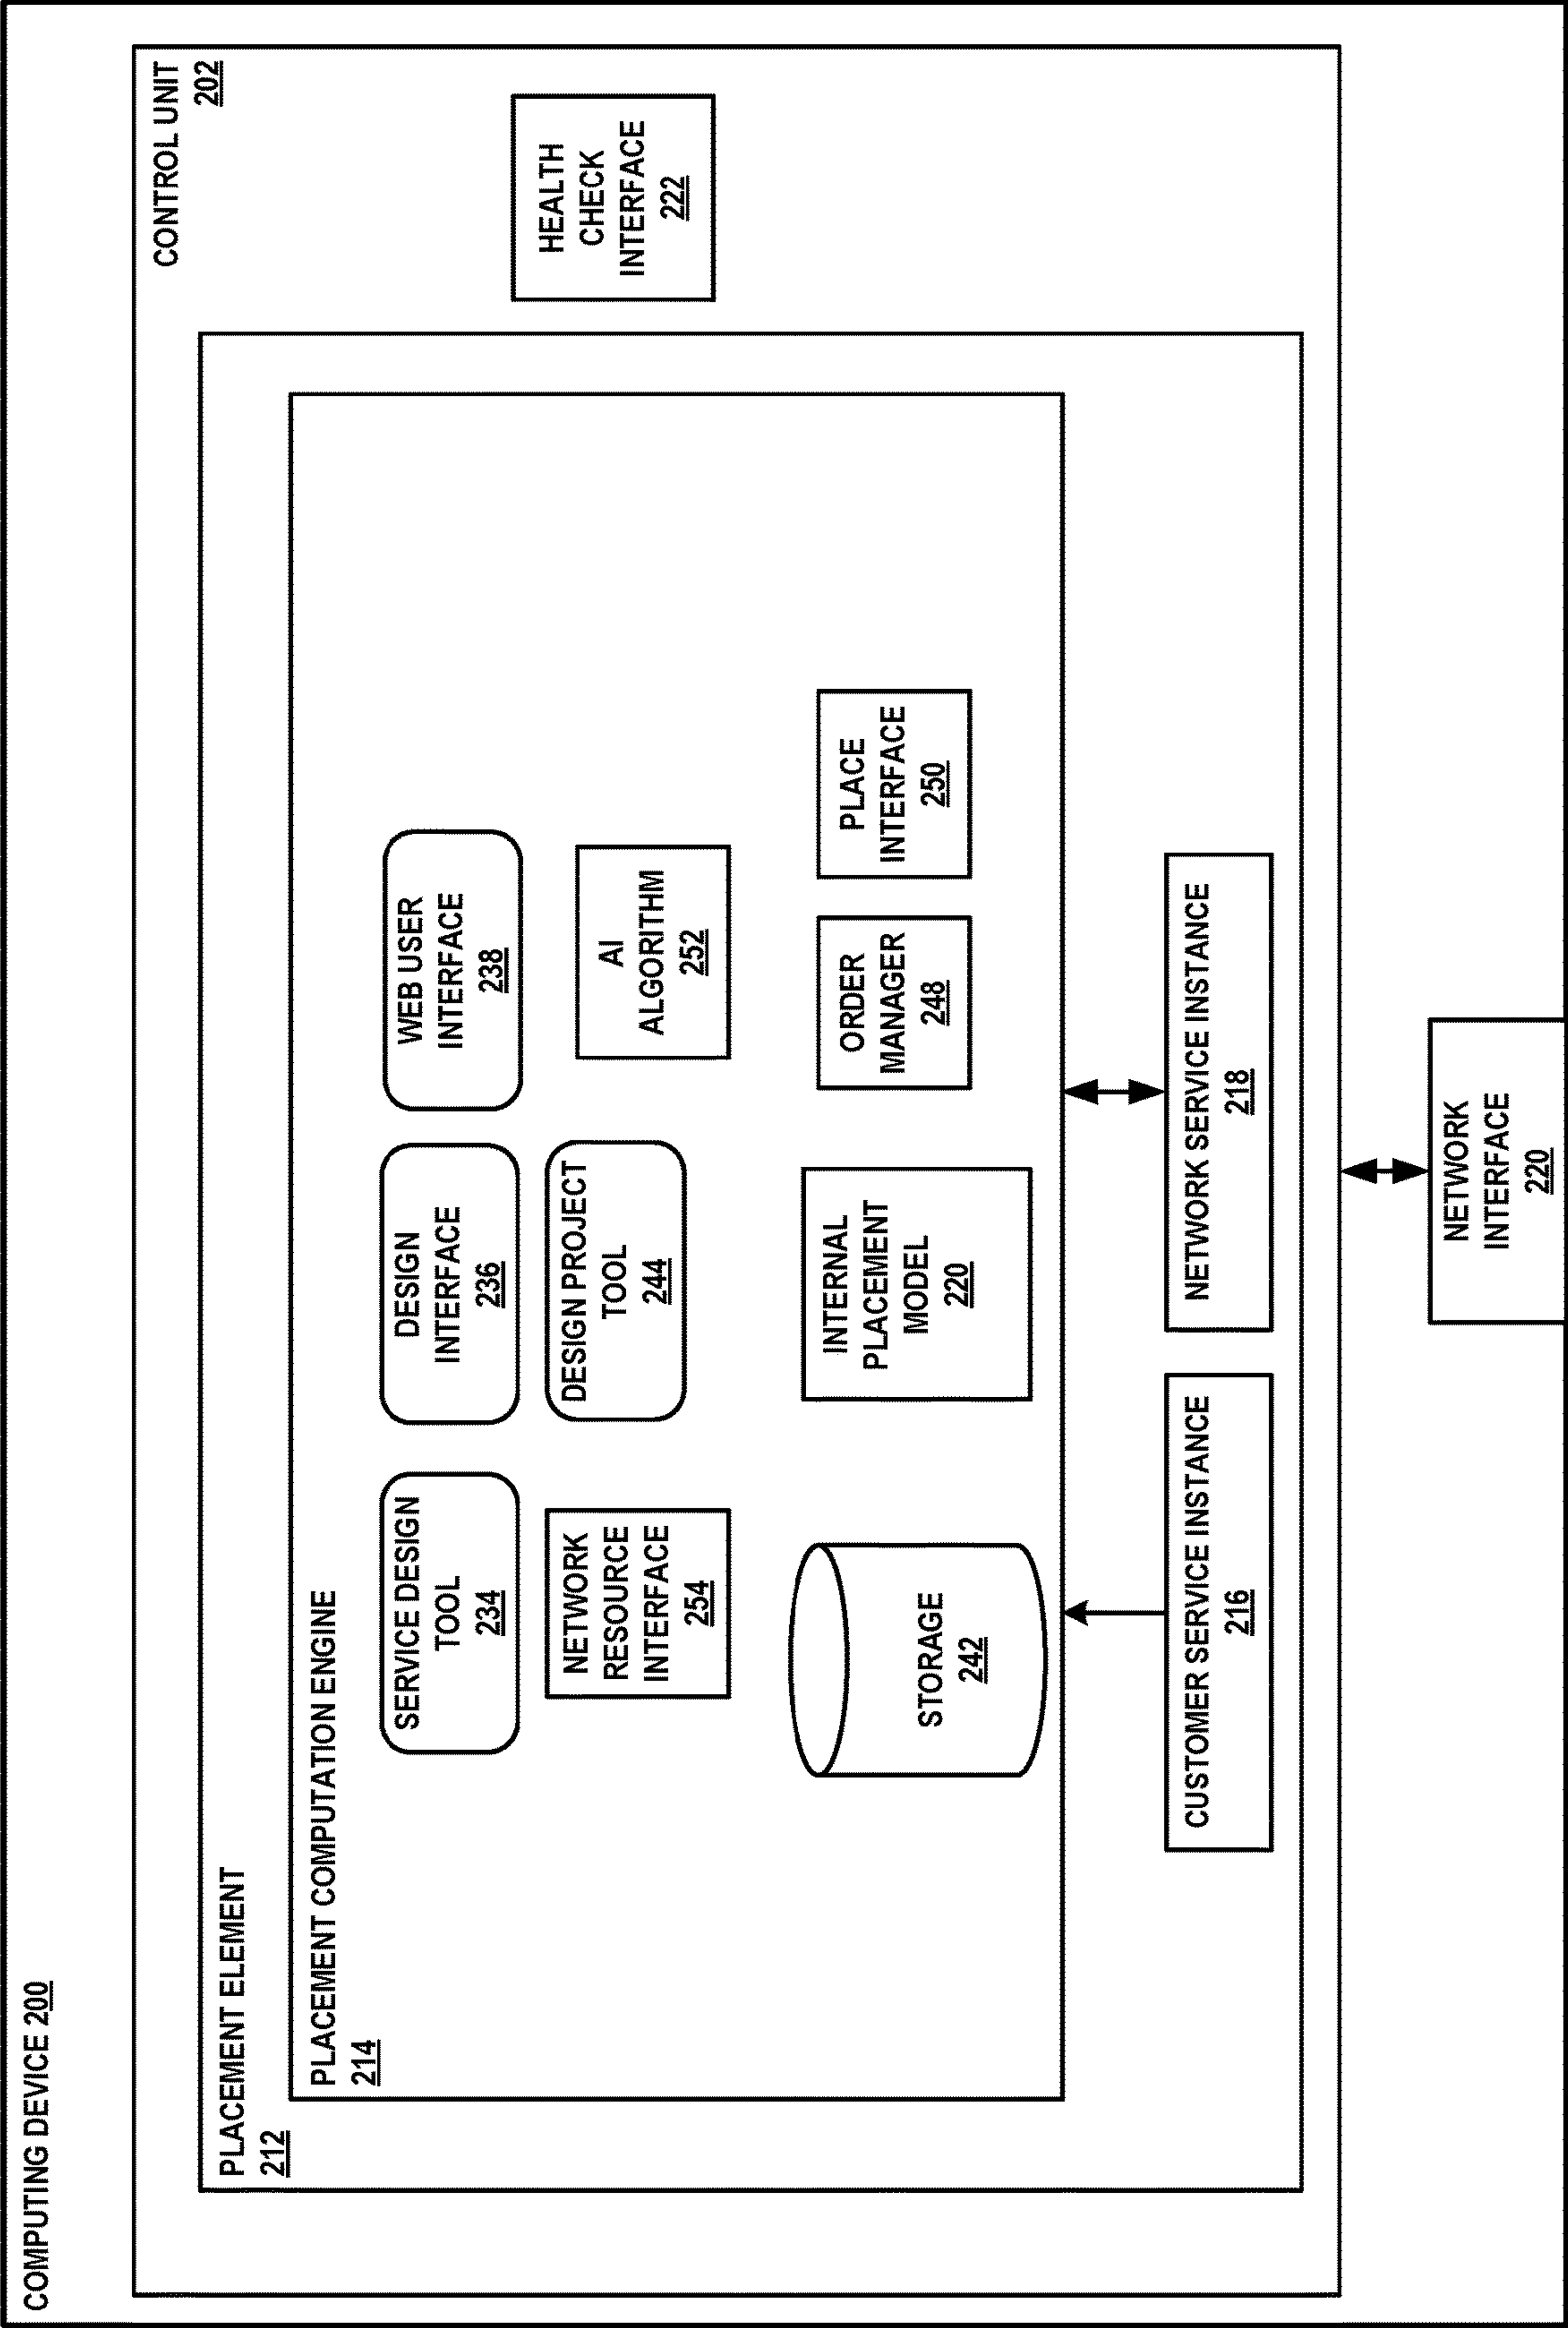 COMPUTING DEVICE 200
CONTROL UNIT
202
PLACEMENT ELEMENT
212
PLACEMENT COMPUTATION ENGINE
214
SERVICE DESIGN
TOOL
234
DESIGN
INTERFACE
236
WEB USER
INTERFACE
238
HEALTH
CHECK
INTERFACE
222
NETWORK
RESOURCE
INTERFACE
254
DESIGN PROJECT
TOOL
244
AI
ALGORITHM
252
STORAGE
242
INTERNAL
PLACEMENT
MODEL
220
ORDER
MANAGER
248
PLACE
INTERFACE
250
CUSTOMER SERVICE INSTANCE
216
NETWORK SERVICE INSTANCE
218
NETWORK
INTERFACE
220